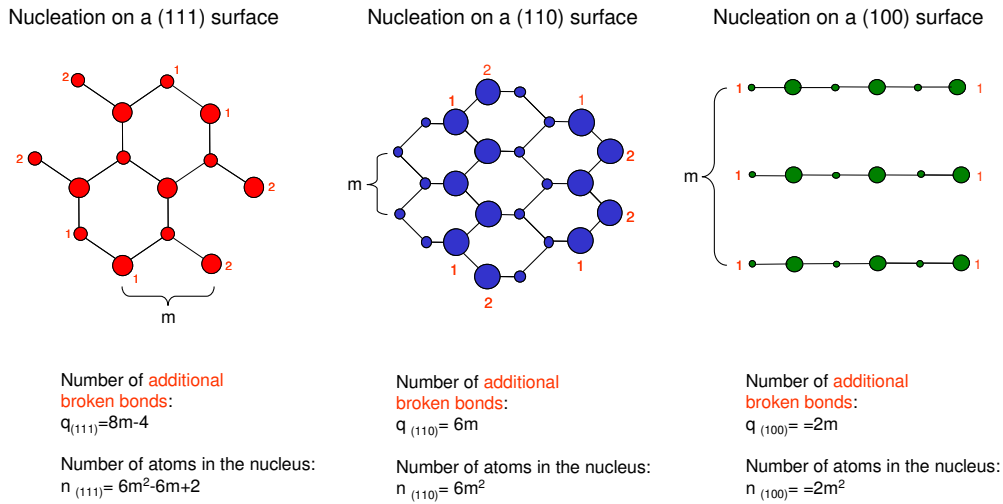 Nucleation on a (111) surface
Nucleation on a (110) surface
Nucleation on a (100) surface
2
1
1
2
2
1
1
2
m
2
1
1
2
m
2
1
1
2
1
1
m
1
1
1
1
Number of additional
broken bonds:
q(111)=8m-4
Number of atoms in the nucleus:
n (111)= 6m²-6m+2
Number of additional
broken bonds:
q (110)= 6m
Number of atoms in the nucleus:
n (110)= 6m²
Number of additional
broken bonds:
q (100)= =2m
Number of atoms in the nucleus:
n (100)= =2m²